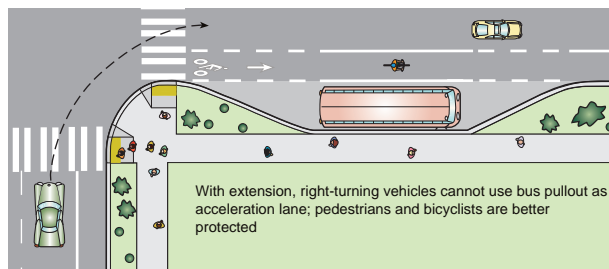 With extension, right-turning vehicles cannot use bus pullout as
acceleration lane; pedestrians and bicyclists are better
protected